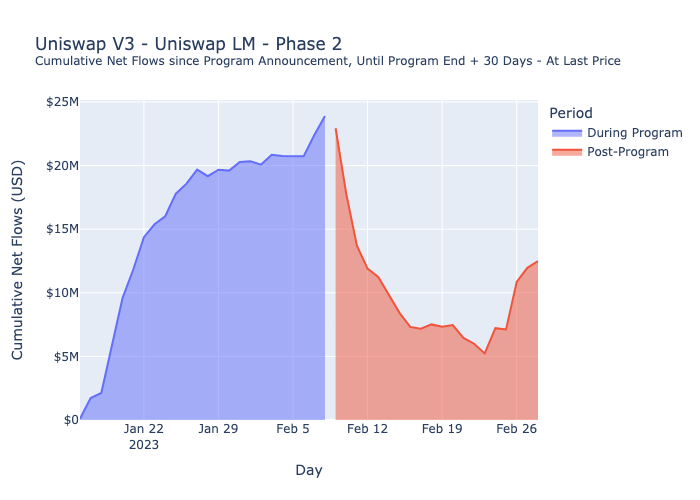 Uniswap V3 - Uniswap LM - Phase 2
Cumulative Net Flows since Program Announcement, Until Program End + 30 Days - At Last Price
Cumulative Net Flows (USD)
$25M
$20M
$15M
$10M
$5M
$0
Jan 22
2023
Jan 29
Feb 5
Feb 12
Feb 19
Feb 26
Day
Period
During Program
Post-Program